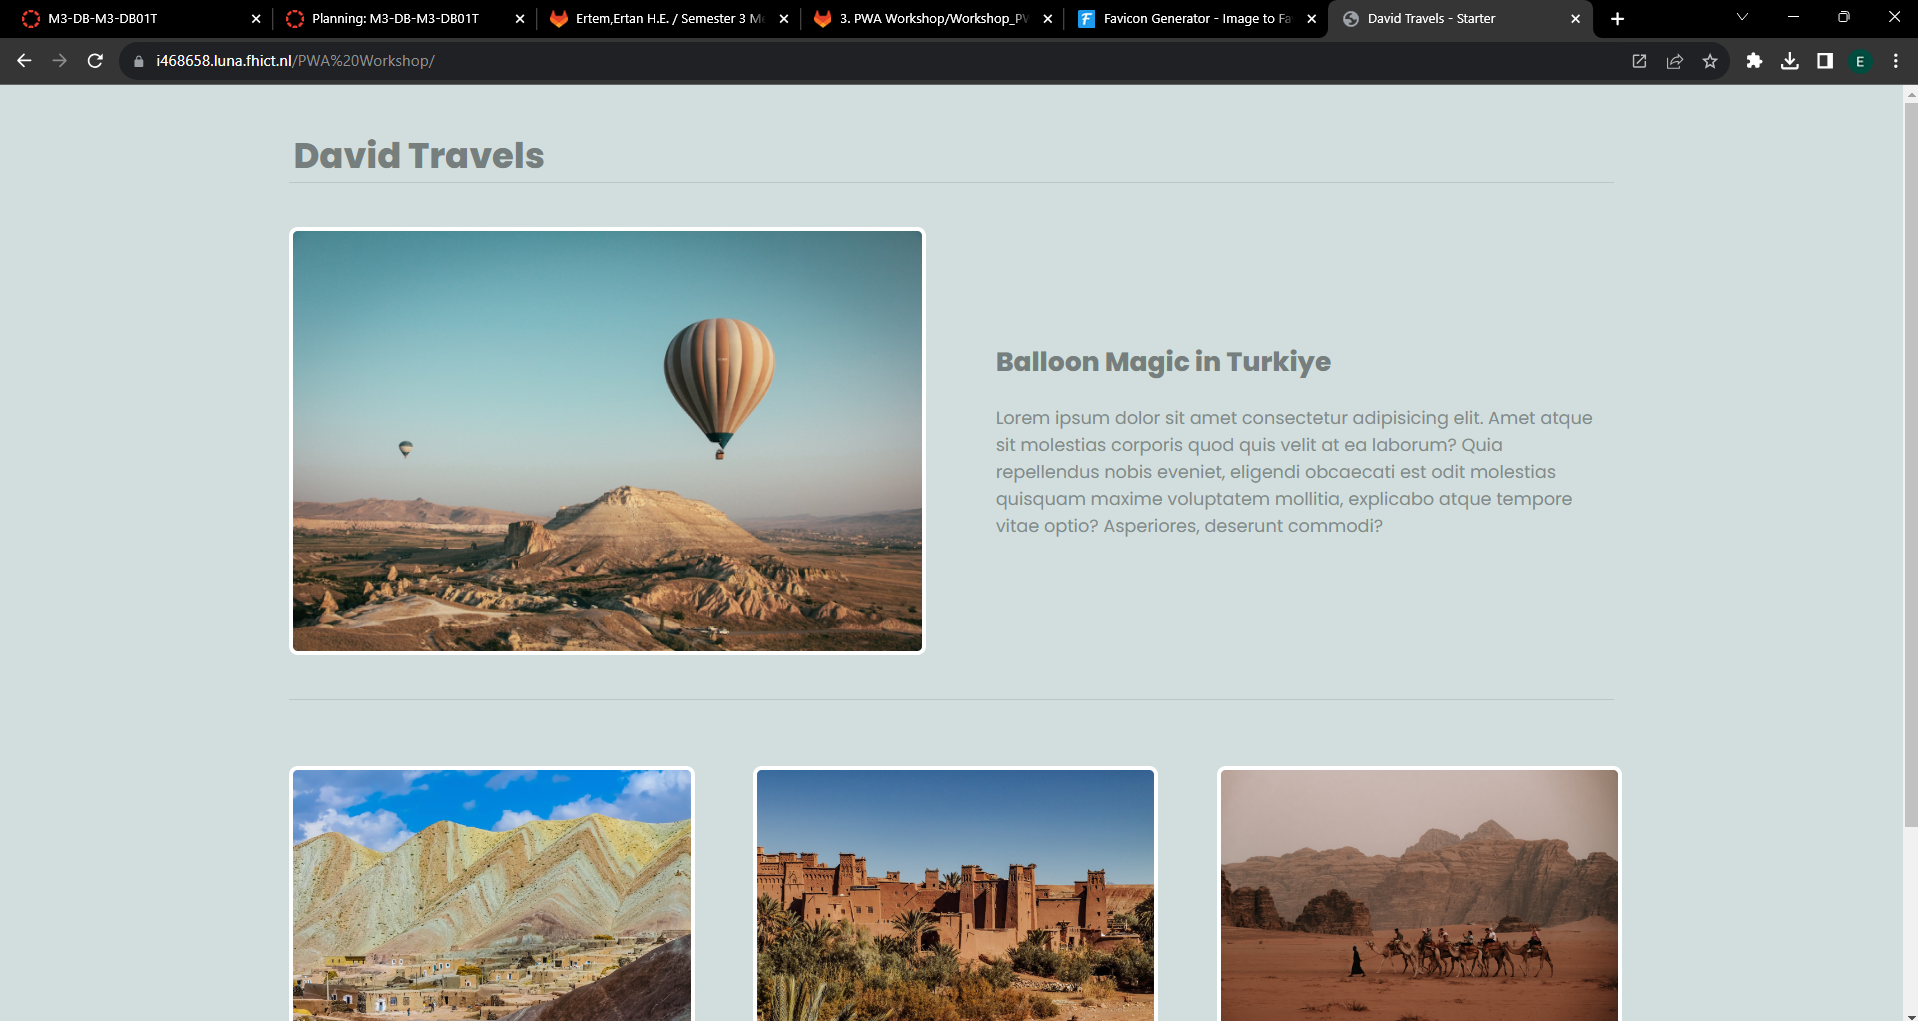 M3-DB-M3-DB01T
Planning: M3-DB-M3-DB01T
Ertem,Ertan H.E. / Semester 3 Me
3. PWA Workshop/Workshop_PW
Favicon Generator - Image to Fav
David Travels - Starter
i468658.luna.fhict.nl/PWA%20Workshop/
E
David Travels
Balloon Magic in Turkiye
Lorem ipsum dolor sit amet consectetur adipisicing elit. Amet atque
sit molestias corporis quod quis velit at ea laborum? Quia
repellendus nobis eveniet, eligendi obcaecati est odit molestias
quisquam maxime voluptatem mollitia, explicabo atque tempore
vitae optio? Asperiores, deserunt commodi?